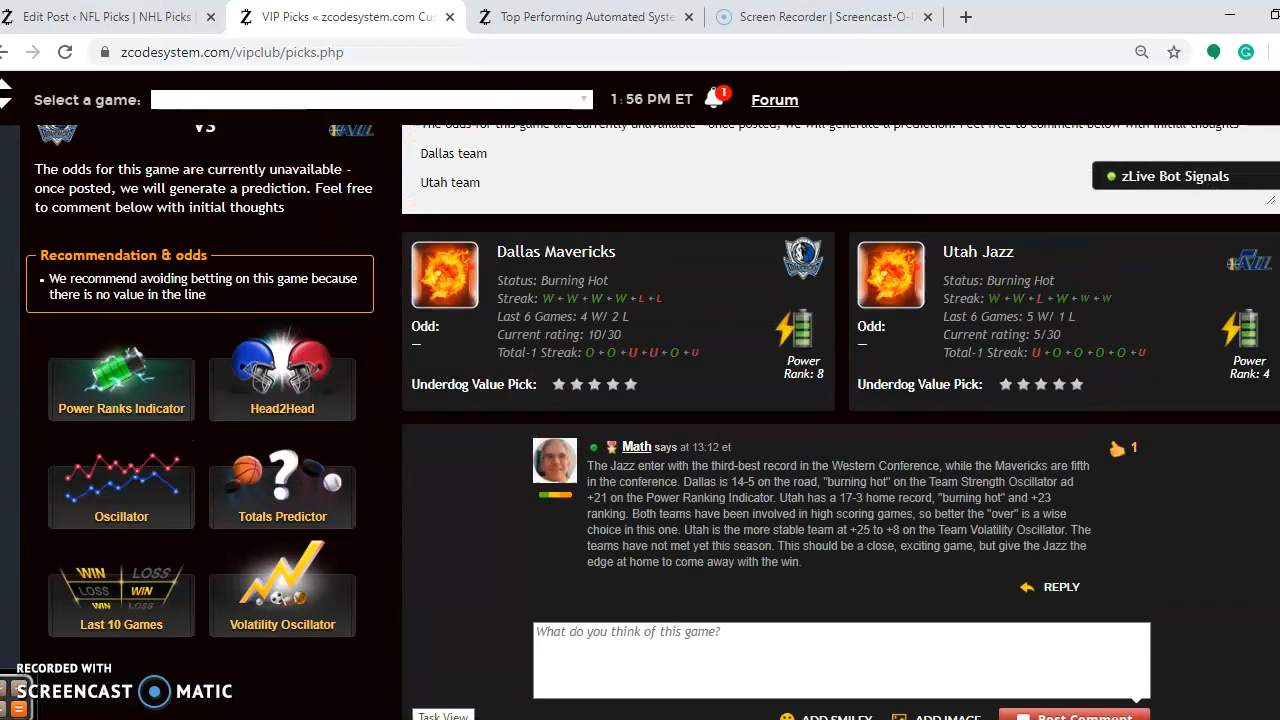 Edit Post ‹ NFL Picks | NHL Picks
VIP Picks « zcodesystem.com Cus
Top Performing Automated Syste
Screen Recorder | Screencast-O-
zcodesystem.com/vipclub/picks.php
Select a game:
1:56 PM ET
1
Forum
VS
The odds for this game are currently unavailable - once posted, we will generate a prediction. Feel free to comment below with initial thoughts
Dallas team
Utah team
zLive Bot Signals
The odds for this game are currently unavailable -
once posted, we will generate a prediction. Feel free
to comment below with initial thoughts
Recommendation & odds
We recommend avoiding betting on this game because
there is no value in the line
Power Ranks Indicator
Head2Head
Oscillator
Totals Predictor
WIN LOSS
LOSS WIN
WIN LOSS
Last 10 Games
Volatility Oscillator
Dallas Mavericks
Status: Burning Hot
Streak: W + W + W + W + L + L
Last 6 Games: 4 W/ 2 L
Current rating: 10/30
Total-1 Streak: O + O + U + U + O + U
Odd:
—
Power
Rank: 8
Underdog Value Pick:
Utah Jazz
JAZZ
Status: Burning Hot
Streak: W + W + L + W + W + W
Last 6 Games: 5 W/ 1 L
Current rating: 5/30
Total-1 Streak: U + O + O + O + O + U
Odd:
—
Power
Rank: 4
Underdog Value Pick:
Math says at 13:12 et
1
The Jazz enter with the third-best record in the Western Conference, while the Mavericks are fifth
in the conference. Dallas is 14-5 on the road, "burning hot" on the Team Strength Oscillator ad
+21 on the Power Ranking Indicator. Utah has a 17-3 home record, "burning hot" and +23
ranking. Both teams have been involved in high scoring games, so better the "over" is a wise
choice in this one. Utah is the more stable team at +25 to +8 on the Team Volatility Oscillator. The
teams have not met yet this season. This should be a close, exciting game, but give the Jazz the
edge at home to come away with the win.
REPLY
What do you think of this game?
ADD SMILEY
ADD IMAGE
Post Comment
Task View
RECORDED WITH
SCREENCAST MATIC